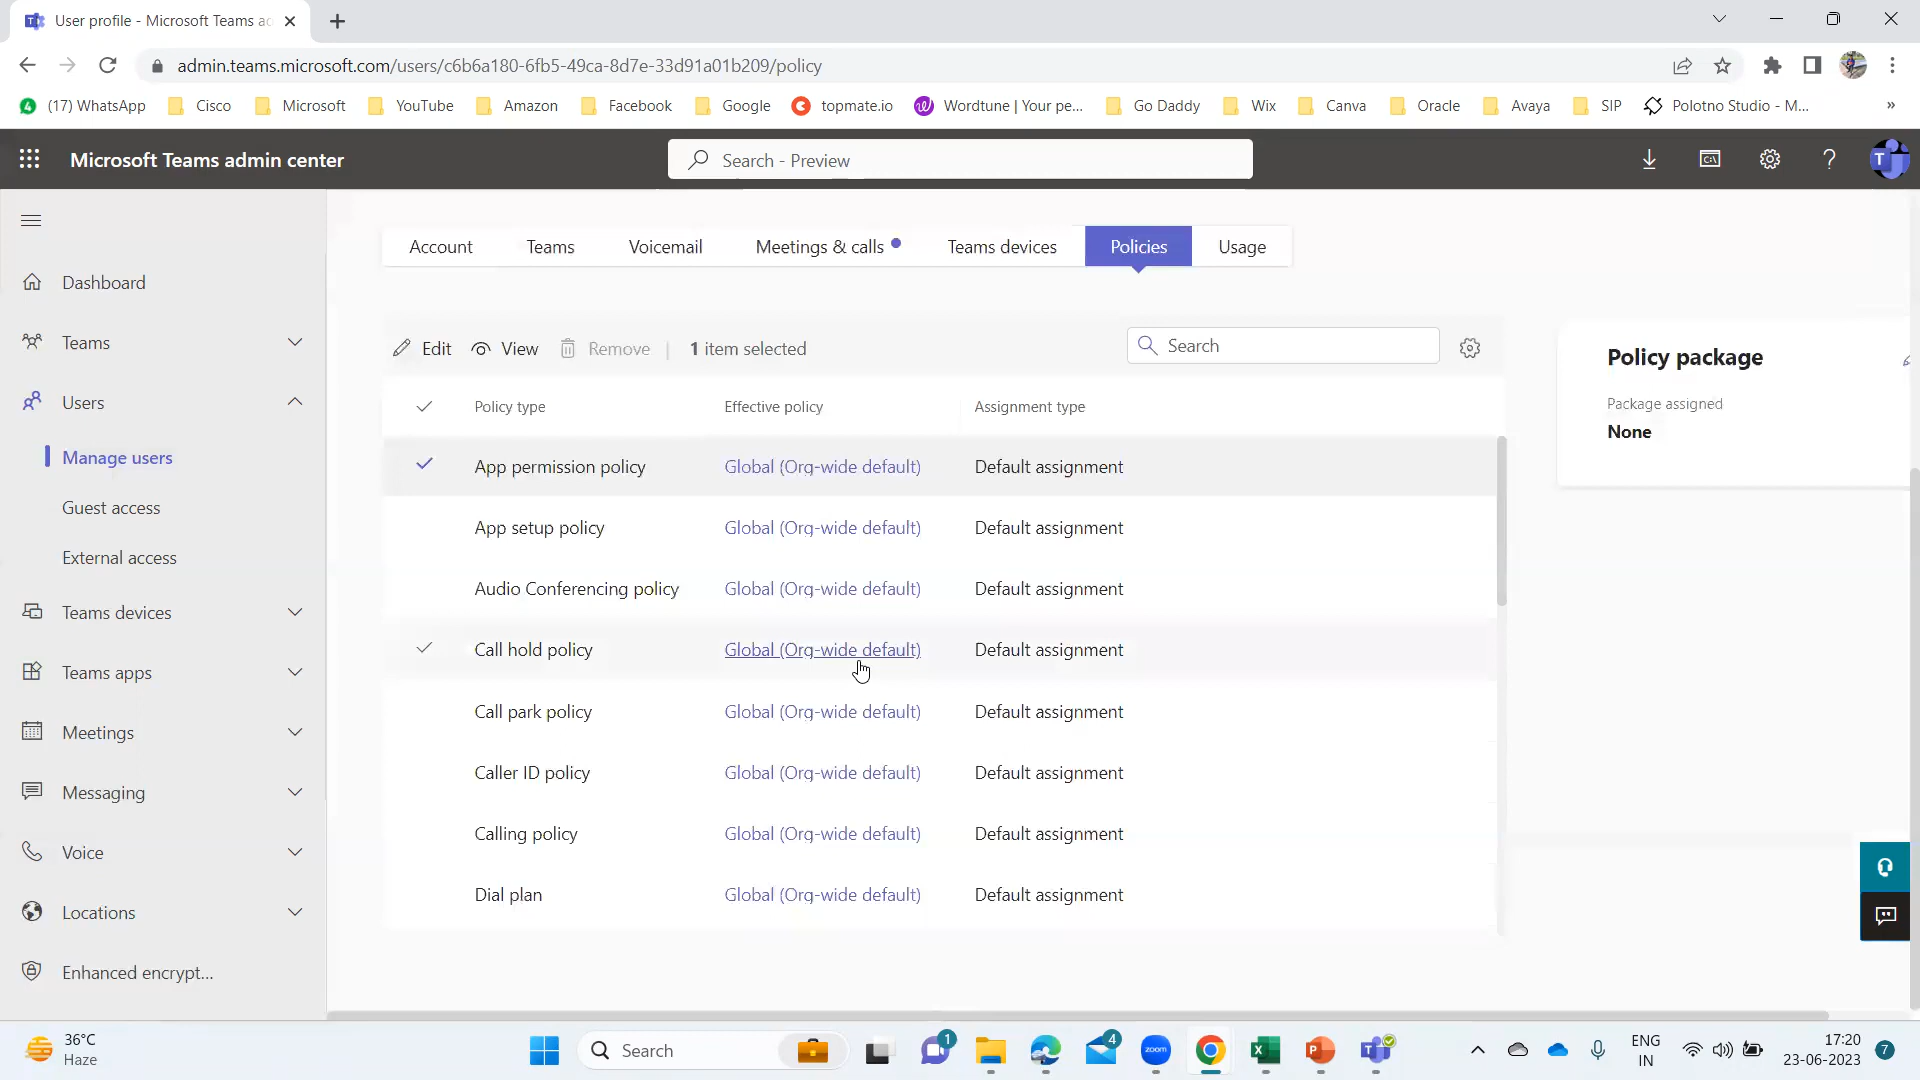 User profile - Microsoft Teams ad
admin.teams.microsoft.com/users/c6b6a180-6fb5-49ca-8d7e-33d91a01b209/policy
(17) WhatsApp Cisco Microsoft YouTube Amazon Facebook Google topmate.io Wordtune | Your pe... Go Daddy Wix Canva Oracle Avaya SIP Polotno Studio - M... »
Microsoft Teams admin center
Search - Preview
Account Teams Voicemail Meetings & calls Teams devices Policies Usage
Dashboard
Teams
Users
Manage users
Guest access
External access
Teams devices
Teams apps
Meetings
Messaging
Voice
Locations
Enhanced encrypt...
Edit View Remove | 1 item selected
Search
Policy type Effective policy Assignment type
App permission policy Global (Org-wide default) Default assignment
App setup policy Global (Org-wide default) Default assignment
Audio Conferencing policy Global (Org-wide default) Default assignment
Call hold policy Global (Org-wide default) Default assignment
Call park policy Global (Org-wide default) Default assignment
Caller ID policy Global (Org-wide default) Default assignment
Calling policy Global (Org-wide default) Default assignment
Dial plan Global (Org-wide default) Default assignment
Policy package
Package assigned
None
36°C
Haze
Search
1
4
zoom
ENG
IN
17:20
23-06-2023
7